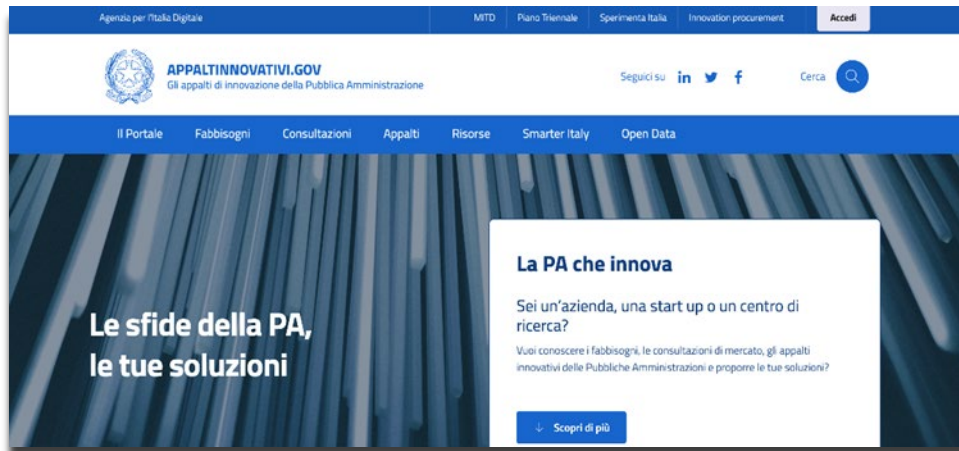 Agenzia per l'Italia Digitale
MITD
Piano Triennale
Sperimenta Italia
Innovation procurement
Accedi
APPALTINNOVATIVI.GOV
Gli appalti di innovazione della Pubblica Amministrazione
Seguici su
Cerca
Il Portale
Fabbisogni
Consultazioni
Appalti
Risorse
Smarter Italy
Open Data
Le sfide della PA,
le tue soluzioni
La PA che innova
Sei un'azienda, una start up o un centro di
ricerca?
Vuoi conoscere i fabbisogni, le consultazioni di mercato, gli appalti
innovativi delle Pubbliche Amministrazioni e proporre le tue soluzioni?
Scopri di più